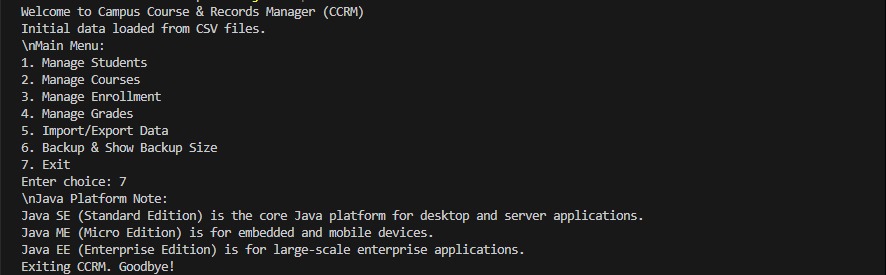 Welcome to Campus Course & Records Manager (CCRM)
Initial data loaded from CSV files.
\nMain Menu:
1. Manage Students
2. Manage Courses
3. Manage Enrollment
4. Manage Grades
5. Import/Export Data
6. Backup & Show Backup Size
7. Exit
Enter choice: 7
\nJava Platform Note:
Java SE (Standard Edition) is the core Java platform for desktop and server applications.
Java ME (Micro Edition) is for embedded and mobile devices.
Java EE (Enterprise Edition) is for large-scale enterprise applications.
Exiting CCRM. Goodbye!